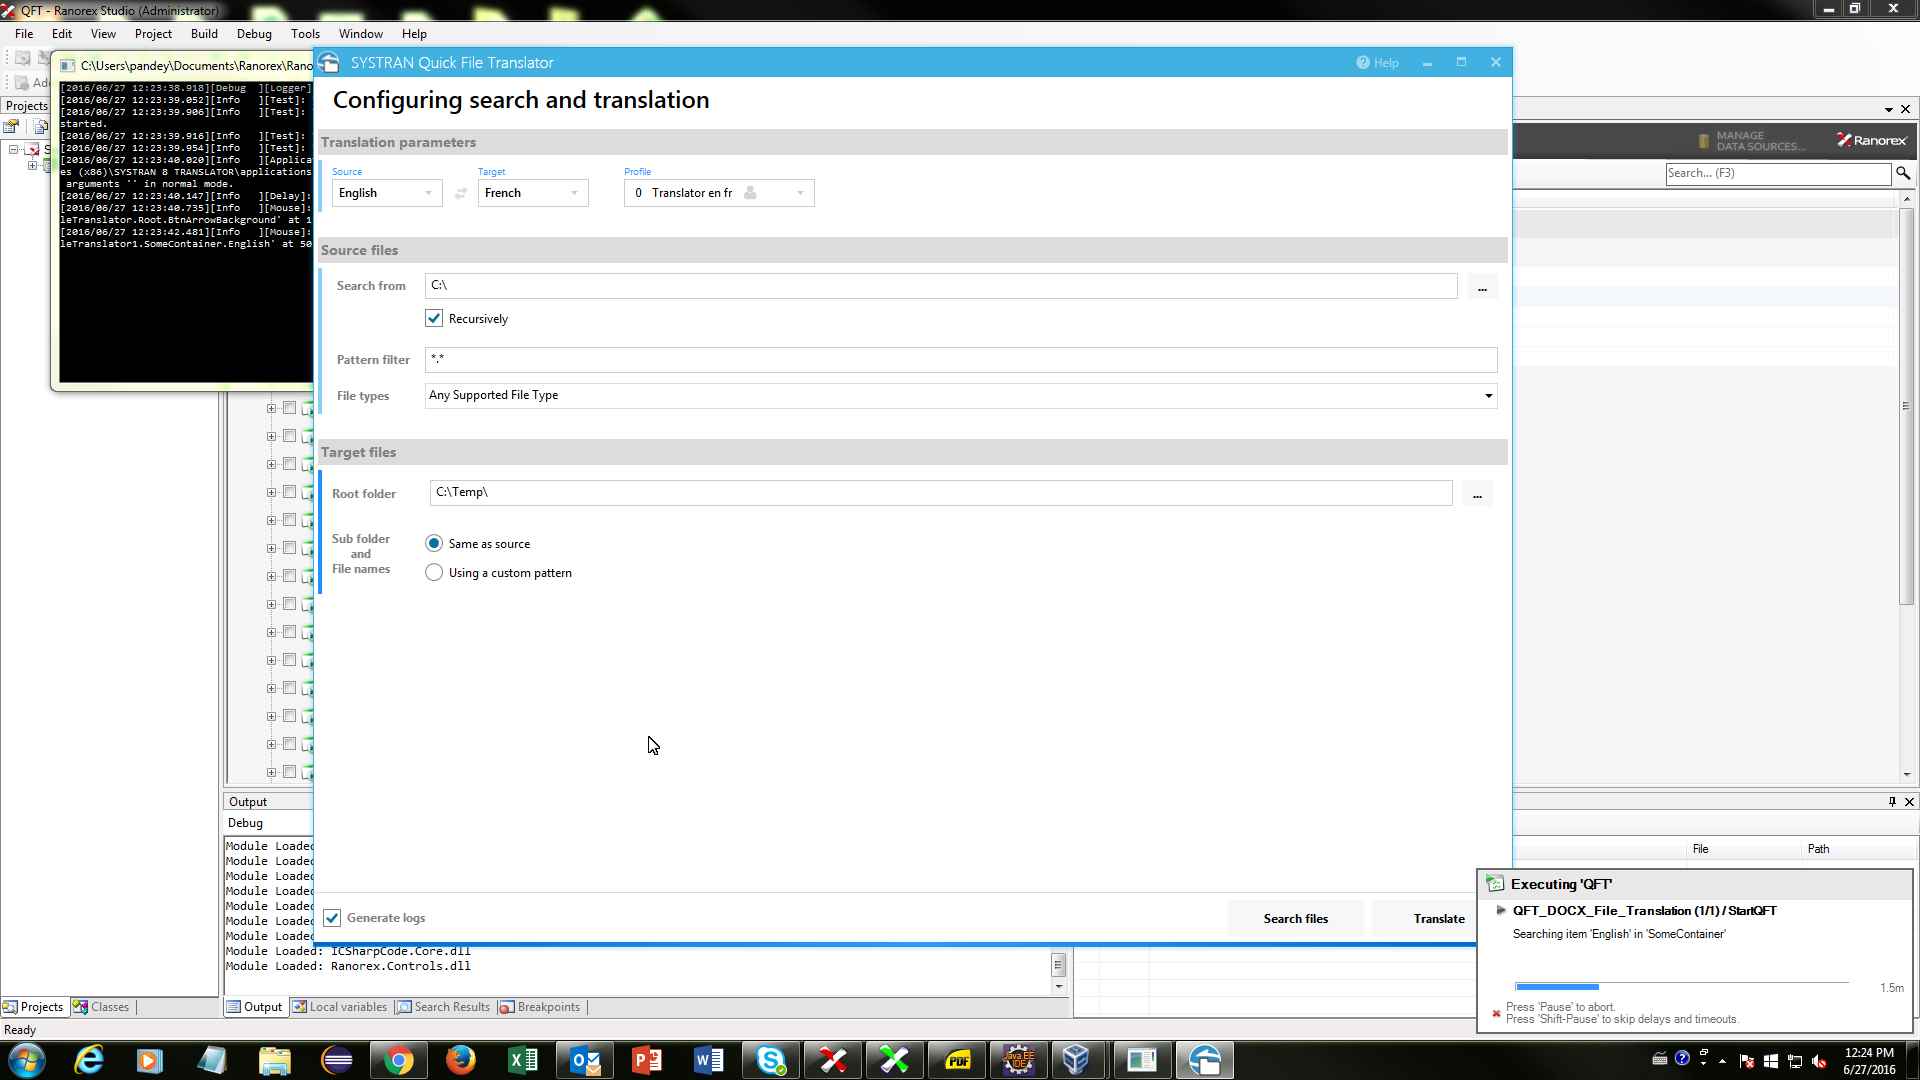 QFT - Ranorex Studio (Administrator)
File Edit View Project Build Debug Tools Window Help
C:\Users\pandey\Documents\Ranorex\Rano
SYSTRAN Quick File Translator
Help
Configuring search and translation
Translation parameters
Source
Target
Profile
English
French
0 Translator en fr
Source files
Search from
C:\
...
Recursively
Pattern filter
*.*
File types
Any Supported File Type
Target files
Root folder
C:\Temp\
...
Sub folder
and
File names
Same as source
Using a custom pattern
Generate logs
Search files
Translate
[2016/06/27 12:23:38.918][Debug ][Logger]
[2016/06/27 12:23:39.052][Info ][Test]:
[2016/06/27 12:23:39.906][Info ][Test]:
started.
[2016/06/27 12:23:39.916][Info ][Test]:
[2016/06/27 12:23:39.954][Info ][Test]:
[2016/06/27 12:23:40.020][Info ][Applica
es (x86)\SYSTRAN 8 TRANSLATOR\applications
arguments '' in normal mode.
[2016/06/27 12:23:40.147][Info ][Delay]:
[2016/06/27 12:23:40.735][Info ][Mouse]:
leTranslator.Root.BtnArrowBackground' at 1
[2016/06/27 12:23:42.481][Info ][Mouse]:
leTranslator1.SomeContainer.English' at 50
Projects
MANAGE
DATA SOURCES...
Ranorex
Search... (F3)
Output
Debug
Module Loaded
Module Loaded
Module Loaded
Module Loaded
Module Loaded
Module Loaded
Module Loaded
Module Loaded: ICSharpCode.Core.dll
Module Loaded: Ranorex.Controls.dll
File
Path
Executing 'QFT'
QFT_DOCX_File_Translation (1/1) / StartQFT
Searching item 'English' in 'SomeContainer'
1.5m
Press 'Pause' to abort.
Press 'Shift-Pause' to skip delays and timeouts.
Projects
Classes
Output
Local variables
Search Results
Breakpoints
Ready
PDF
Java EE
IDE
12:24 PM
6/27/2016